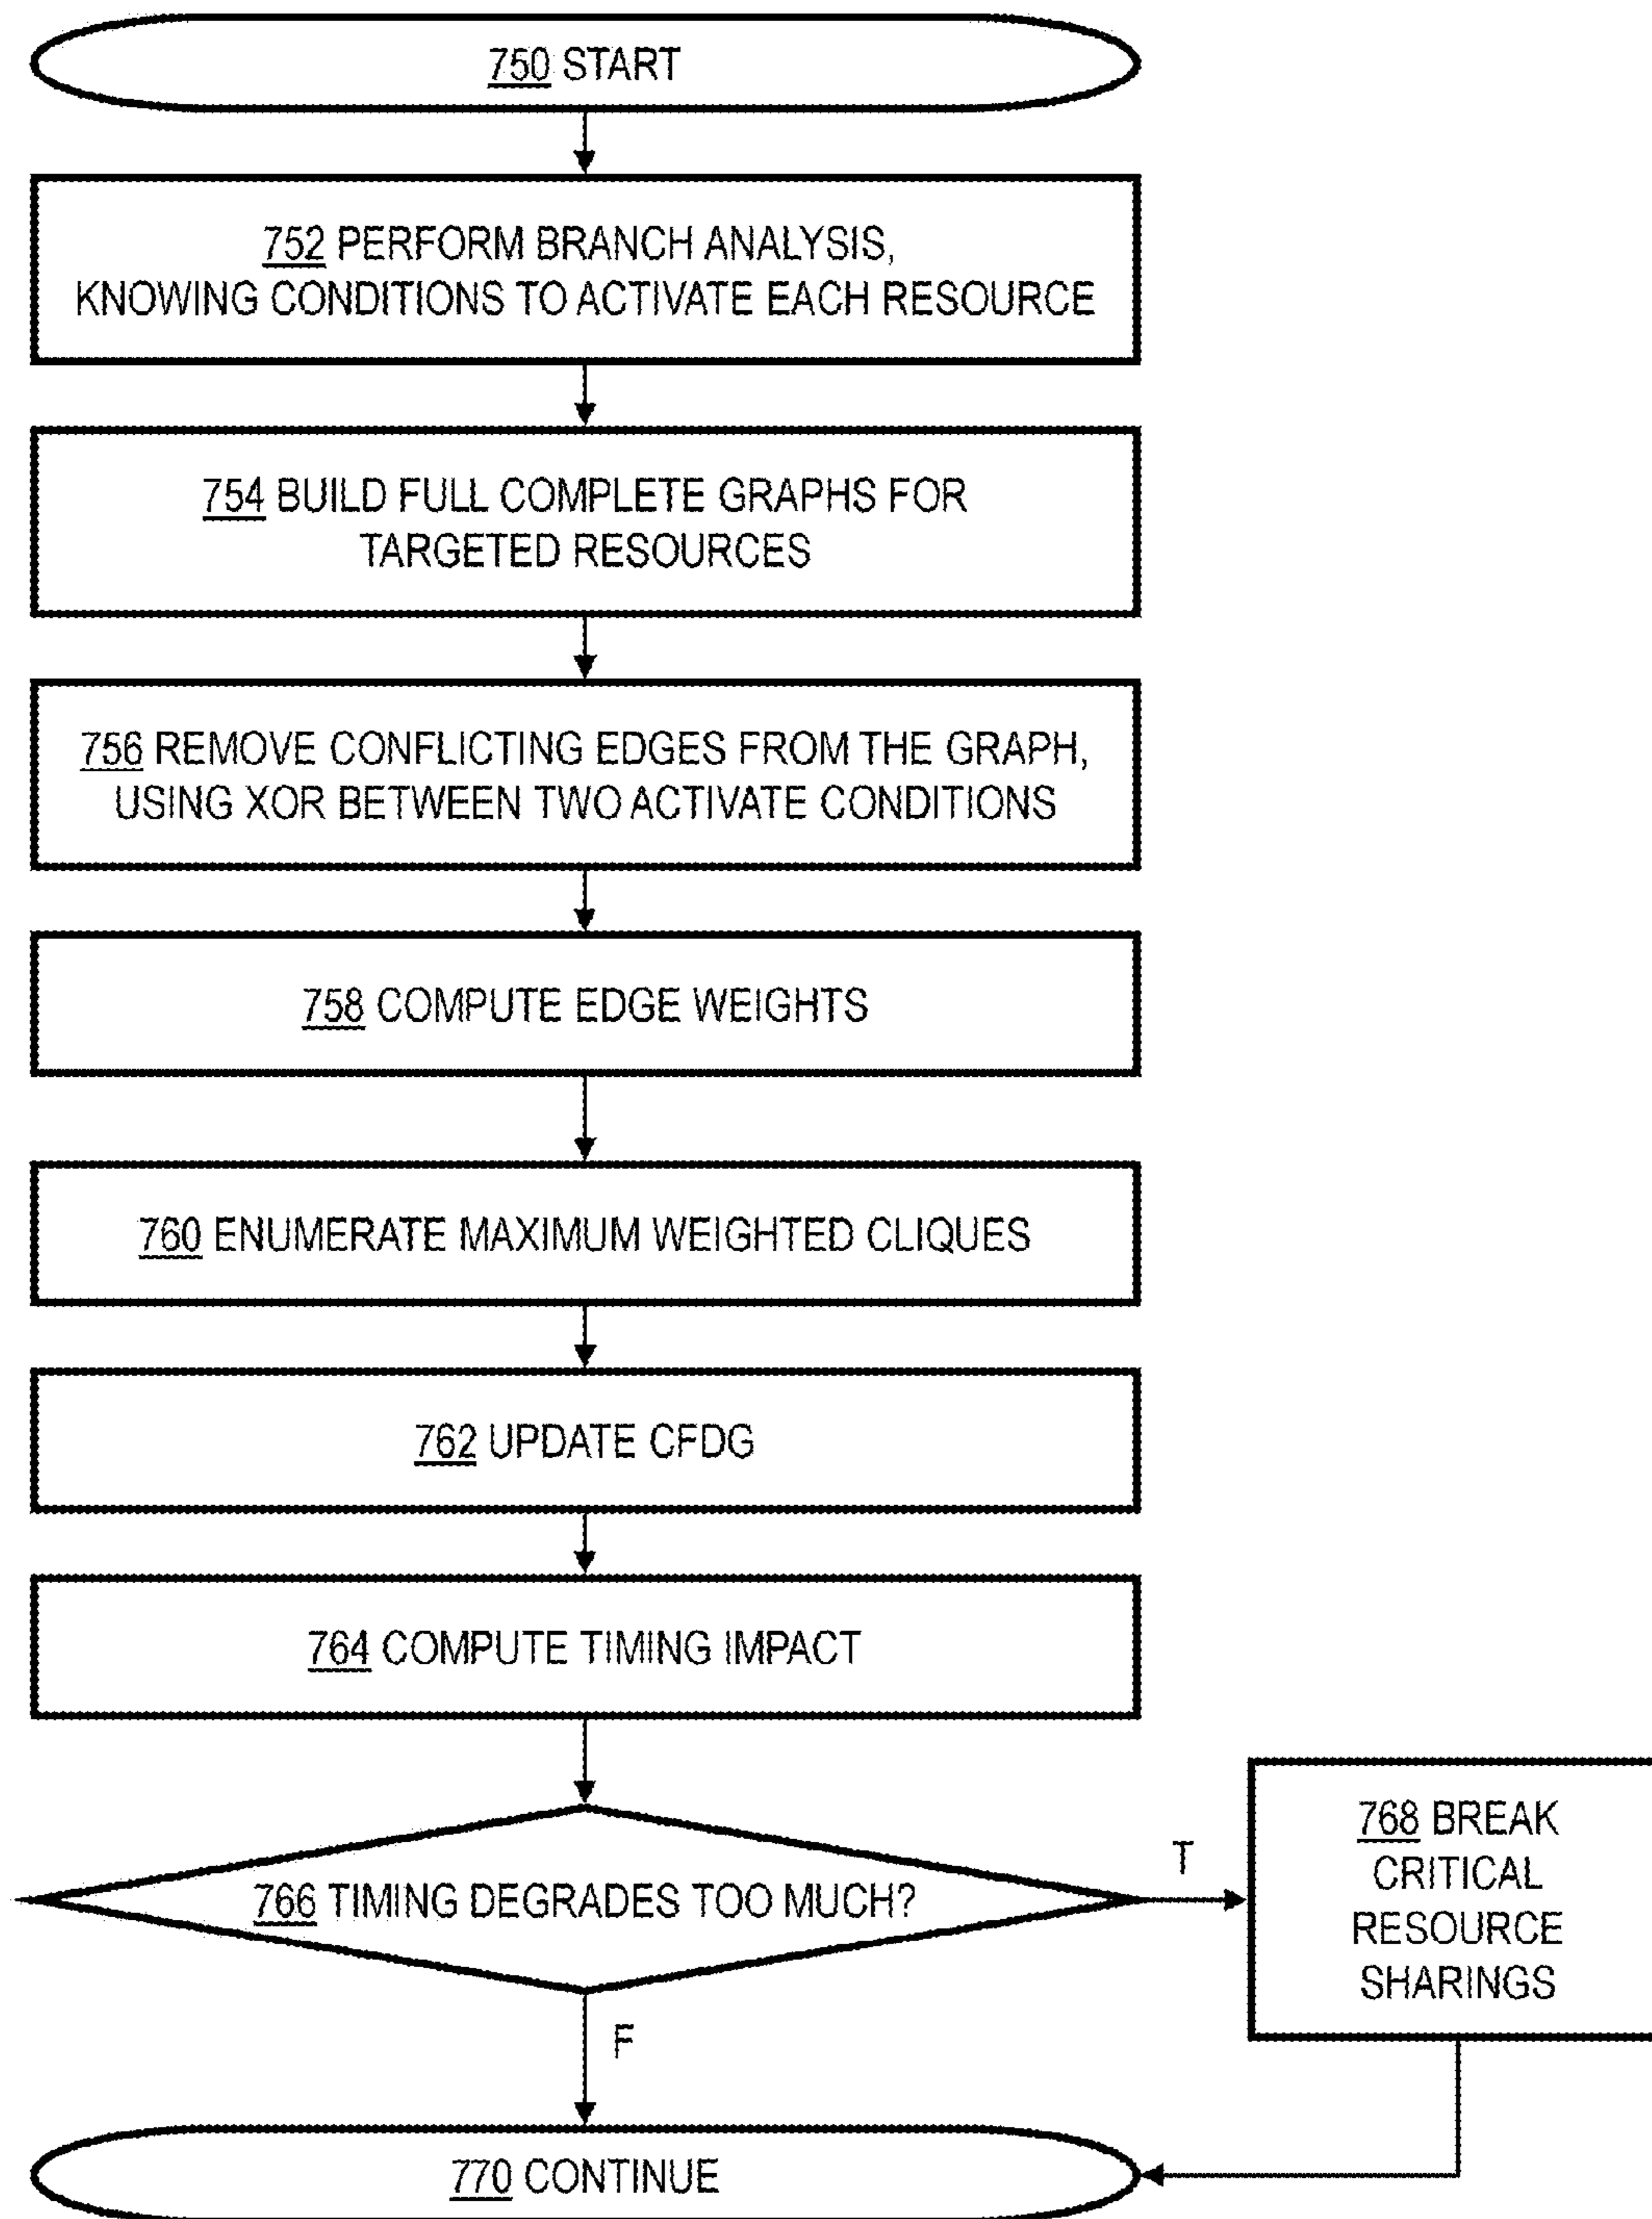 750 START
752 PERFORM BRANCH ANALYSIS,
KNOWING CONDITIONS TO ACTIVATE EACH RESOURCE
754 BUILD FULL COMPLETE GRAPHS FOR
TARGETED RESOURCES
756 REMOVE CONFLICTING EDGES FROM THE GRAPH,
USING XOR BETWEEN TWO ACTIVATE CONDITIONS
758 COMPUTE EDGE WEIGHTS
760 ENUMERATE MAXIMUM WEIGHTED CLIQUES
762 UPDATE CFDG
764 COMPUTE TIMING IMPACT
766 TIMING DEGRADES TOO MUCH?
T
768 BREAK
CRITICAL
RESOURCE
SHARINGS
F
770 CONTINUE